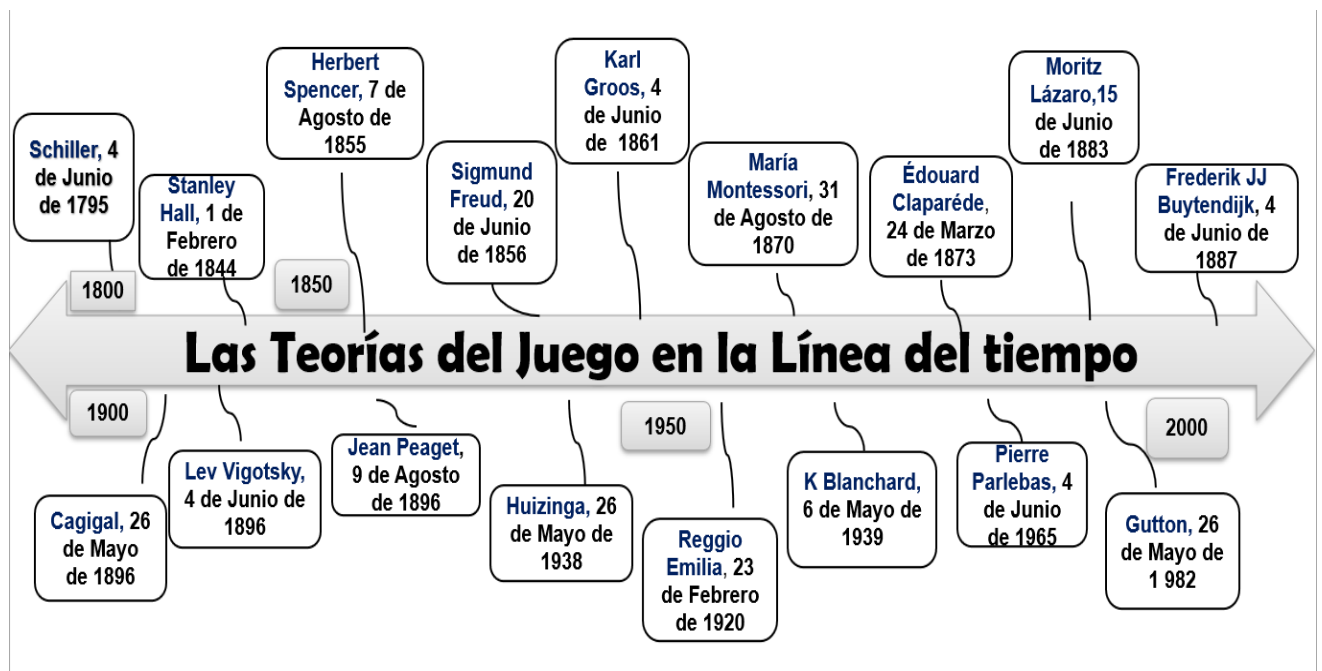 Schiller, 4
de Junio
de 1795
Stanley
Hall, 1 de
Febrero
de 1844
Herbert
Spencer, 7 de
Agosto de
1855
Sigmund
Freud, 20
de Junio
de 1856
Karl
Groos, 4
de Junio
de 1861
María
Montessori, 31
de Agosto de
1870
Édouard
Claparéde,
24 de Marzo
de 1873
Moritz
Lázaro,15
de Junio
de 1883
Frederik JJ
Buytendijk, 4
de Junio de
1887
1800
1850
Las Teorías del Juego en la Línea del tiempo
1900
1950
2000
Cagigal, 26
de Mayo
de 1896
Lev Vigotsky,
4 de Junio de
1896
Jean Peaget,
9 de Agosto
de 1896
Huizinga, 26
de Mayo de
1938
Reggio
Emilia, 23
de Febrero
de 1920
K Blanchard,
6 de Mayo de
1939
Pierre
Parlebas, 4
de Junio
de 1965
Gutton, 26
de Mayo de
1 982